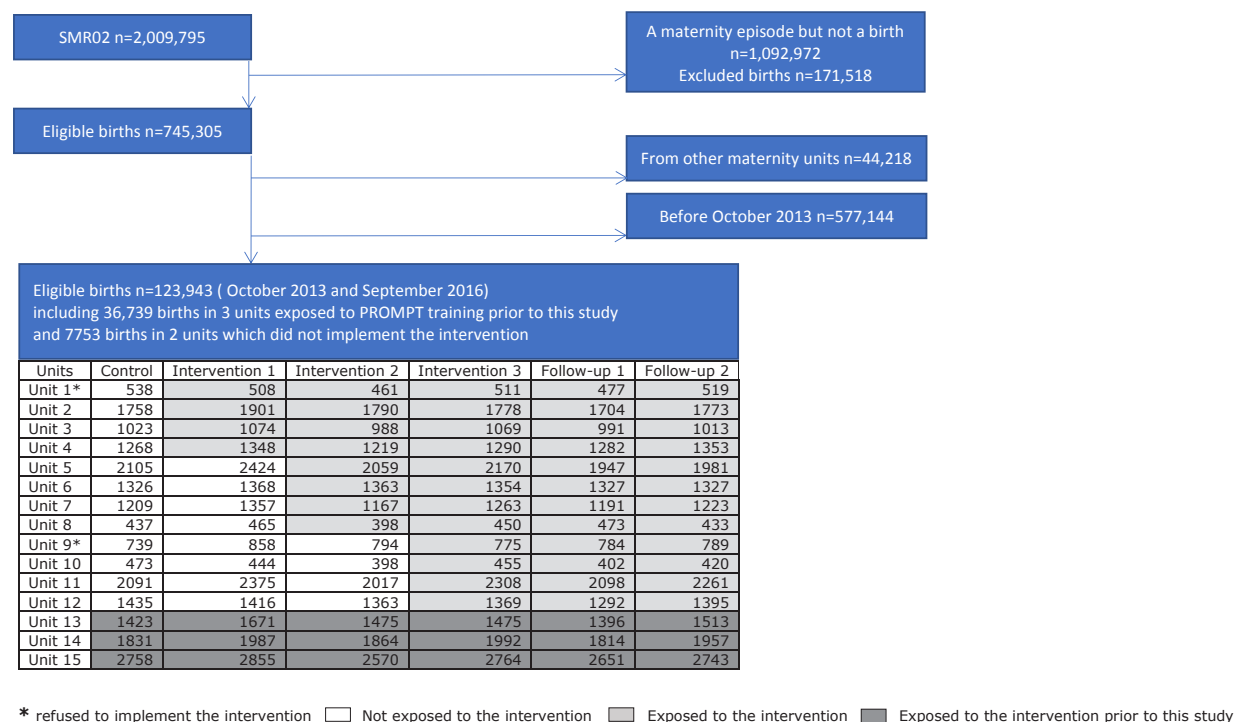 SMR02 n=2,009,795
A maternity episode but not a birth
n=1,092,972
Excluded births n=171,518
Eligible births n=745,305
From other maternity units n=44,218
Before October 2013 n=577,144
Eligible births n=123,943 ( October 2013 and September 2016)
including 36,739 births in 3 units exposed to PROMPT training prior to this study
and 7753 births in 2 units which did not implement the intervention
Units Control Intervention 1 Intervention 2 Intervention 3 Follow-up 1 Follow-up 2
Unit 1* 538 508 461 511 477 519
Unit 2 1758 1901 1790 1778 1704 1773
Unit 3 1023 1074 988 1069 991 1013
Unit 4 1268 1348 1219 1290 1282 1353
Unit 5 2105 2424 2059 2170 1947 1981
Unit 6 1326 1368 1363 1354 1327 1327
Unit 7 1209 1357 1167 1263 1191 1223
Unit 8 437 465 398 450 473 433
Unit 9* 739 858 794 775 784 789
Unit 10 473 444 398 455 402 420
Unit 11 2091 2375 2017 2308 2098 2261
Unit 12 1435 1416 1363 1369 1292 1395
Unit 13 1423 1671 1475 1475 1396 1513
Unit 14 1831 1987 1864 1992 1814 1957
Unit 15 2758 2855 2570 2764 2651 2743
* refused to implement the intervention Not exposed to the intervention Exposed to the intervention Exposed to the intervention prior to this study